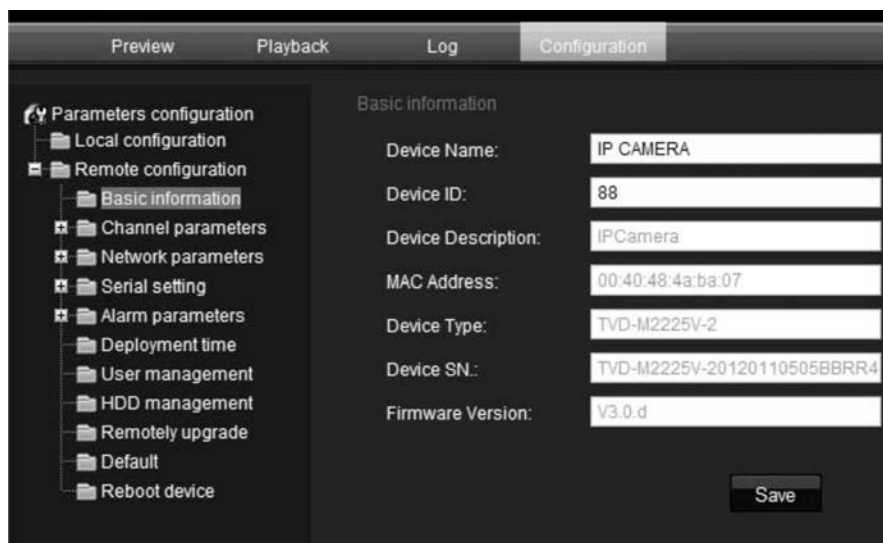 Preview Playback Log Configuration
Parameters configuration
Local configuration
Remote configuration
Basic information
Channel parameters
Network parameters
Serial setting
Alarm parameters
Deployment time
User management
HDD management
Remotely upgrade
Default
Reboot device
Basic information
Device Name: IP CAMERA
Device ID: 88
Device Description: IPCamera
MAC Address: 00:40:48:4a:ba:07
Device Type: TVD-M2225V-2
Device SN.: TVD-M2225V-20120110505BBRR4
Firmware Version: V3.0.d
Save